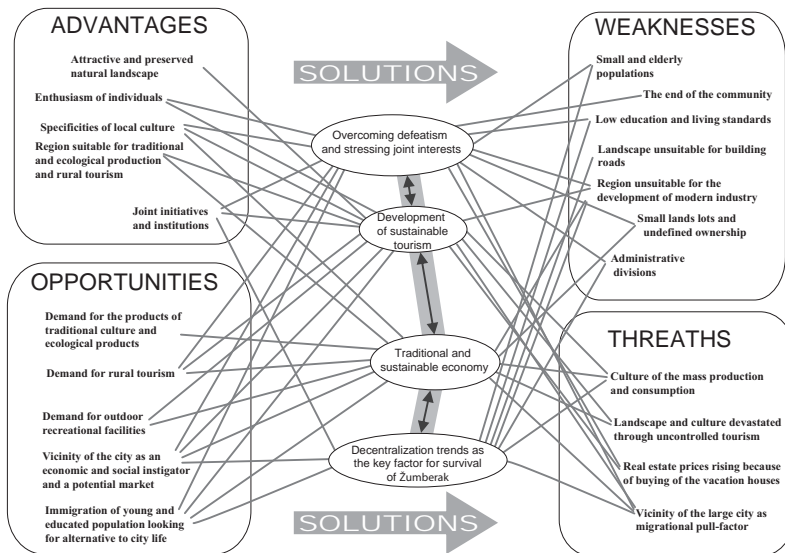 ADVANTAGES
Attractive and preserved
natural landscape
Enthusiasm of individuals
Specificities of local culture
Region suitable for traditional
and ecological production
and rural tourism
Joint initiatives
and institutions
OPPORTUNITIES
Demand for the products of
traditional culture and
ecological products
Demand for rural tourism
Demand for outdoor
recreational facilities
Vicinity of the city as an
economic and social instigator
and a potential market
Immigration of young and
educated population looking
for alternative to city life
SOLUTIONS
Overcoming defeatism
and stressing joint interests
Development
of sustainable
tourism
Traditional and
sustainable economy
Decentralization trends as
the key factor for survival
of Žumberak
SOLUTIONS
WEAKNESSES
Small and elderly
populations
The end of the community
Low education and living standards
Landscape unsuitable for building
roads
Region unsuitable for the
development of modern industry
Small lands lots and
undefined ownership
Administrative
divisions
THREATHS
Culture of the mass production
and consumption
Landscape and culture devastated
through uncontrolled tourism
Real estate prices rising because
of buying of the vacation houses
Vicinity of the large city as
migrational pull-factor